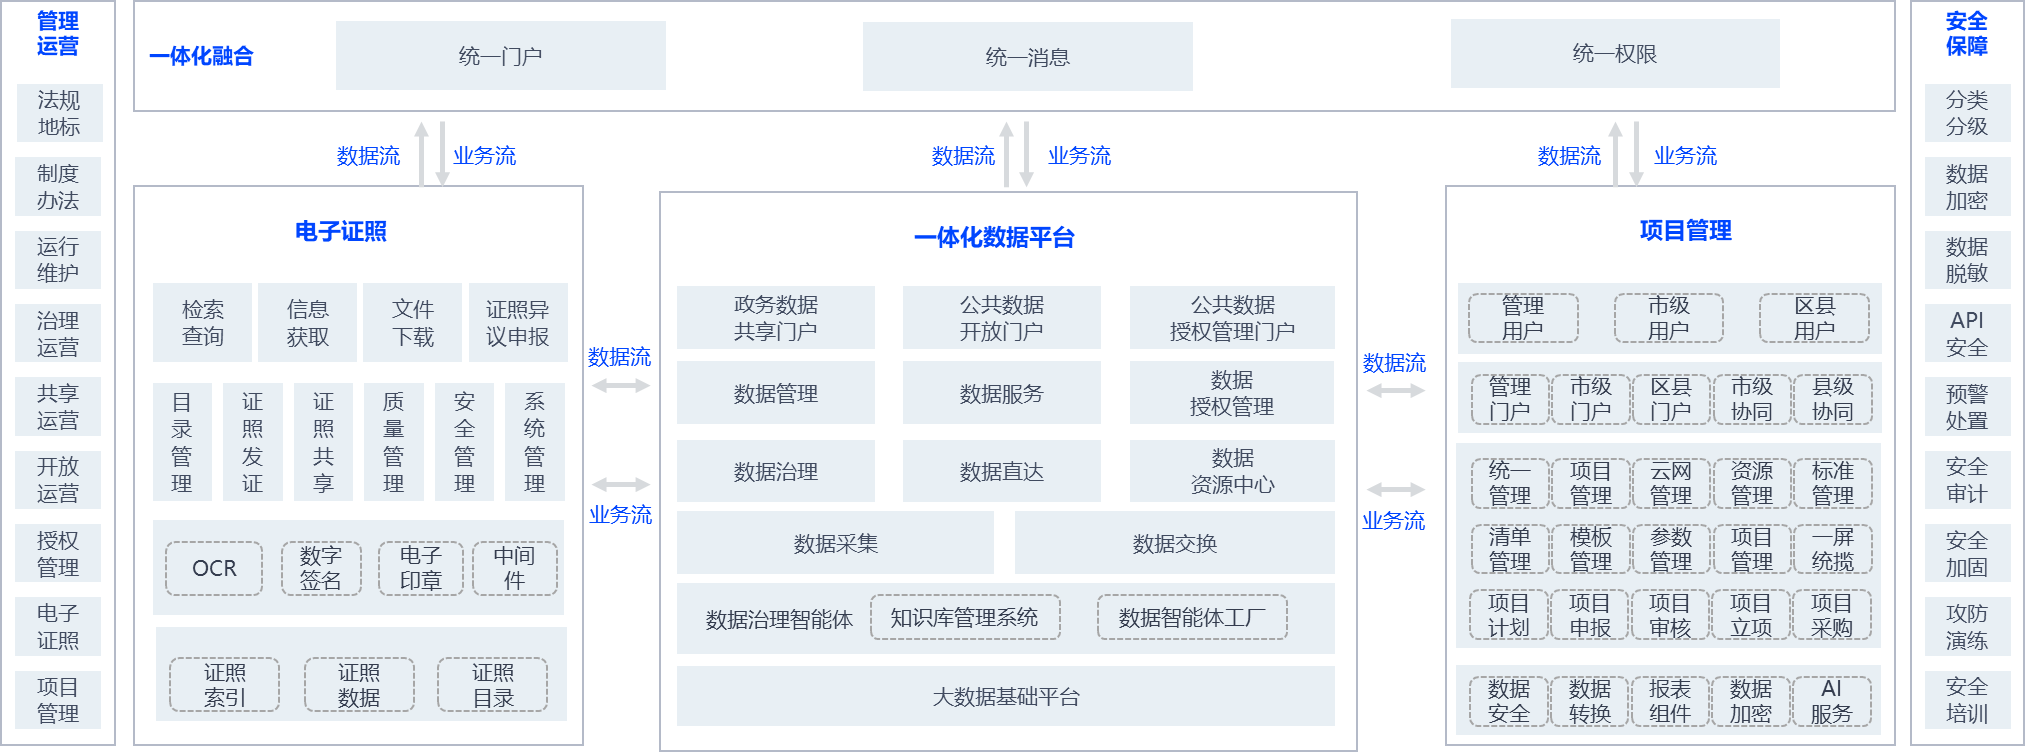 管理
运营
法规
地标
制度
办法
运行
维护
治理
运营
共享
运营
开放
运营
授权
管理
电子
证照
项目
管理
一体化融合
统一门户
统一消息
统一权限
数据流
业务流
数据流
业务流
数据流
业务流
电子证照
检索
查询
信息
获取
文件
下载
证照异
议申报
目
录
管
理
证
照
发
证
证
照
共
享
质
量
管
理
安
全
管
理
系
统
管
理
OCR
数字
签名
电子
印章
中间
件
证照
索引
证照
数据
证照
目录
数据流
业务流
一体化数据平台
政务数据
共享门户
公共数据
开放门户
公共数据
授权管理门户
数据管理
数据服务
数据
授权管理
数据治理
数据直达
数据
资源中心
数据采集
数据交换
数据治理智能体
知识库管理系统
数据智能体工厂
大数据基础平台
数据流
业务流
项目管理
管理
用户
市级
用户
区县
用户
管理
门户
市级
门户
区县
门户
市级
协同
县级
协同
统一
管理
项目
管理
云网
管理
资源
管理
标准
管理
清单
管理
模板
管理
参数
管理
项目
管理
一屏
统揽
项目
计划
项目
申报
项目
审核
项目
立项
项目
采购
数据
安全
数据
转换
报表
组件
数据
加密
AI
服务
安全
保障
分类
分级
数据
加密
数据
脱敏
API
安全
预警
处置
安全
审计
安全
加固
攻防
演练
安全
培训